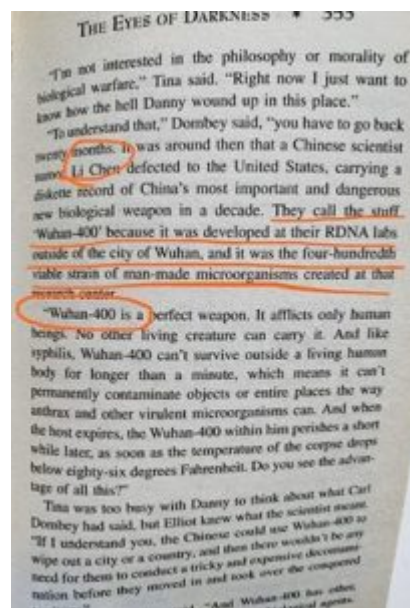 THE EYES OF DARKNESS • 353
"I'm not interested in the philosophy or morality of
biological warfare," Tina said. "Right now I just want to
know how the hell Danny wound up in this place."
"To understand that," Dombey said, "you have to go back
twenty months. It was around then that a Chinese scientist
named Li Chen defected to the United States, carrying a
diskette record of China's most important and dangerous
new biological weapon in a decade. They call the stuff
'Wuhan-400' because it was developed at their RDNA labs
outside of the city of Wuhan, and it was the four-hundredth
viable strain of man-made microorganisms created at that
research center.
"Wuhan-400 is a perfect weapon. It afflicts only human
beings. No other living creature can carry it. And like
syphilis, Wuhan-400 can't survive outside a living human
body for longer than a minute, which means it can't
permanently contaminate objects or entire places the way
anthrax and other virulent microorganisms can. And when
the host expires, the Wuhan-400 within him perishes a short
while later, as soon as the temperature of the corpse drops
below eighty-six degrees Fahrenheit. Do you see the advan-
tage of all this?"
Tina was too busy with Danny to think about what Carl
Dombey had said, but Elliot knew what the scientist meant.
"If I understand you, the Chinese could use Wuhan-400 to
wipe out a city or a country, and then there wouldn't be any
need for them to conduct a tricky and expensive decontami-
nation before they moved in and took over the conquered
"And Wuhan-400 has other,
agents.